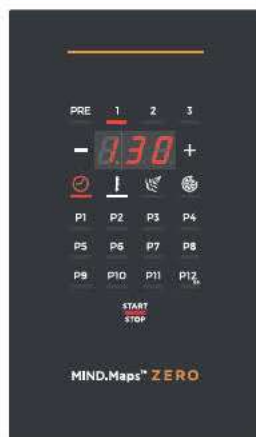 PRE 1 2 3
- 1.30 +
P1 P2 P3 P4
P5 P6 P7 P8
P9 P10 P11 P12
START
STOP
MIND.Maps™ ZERO